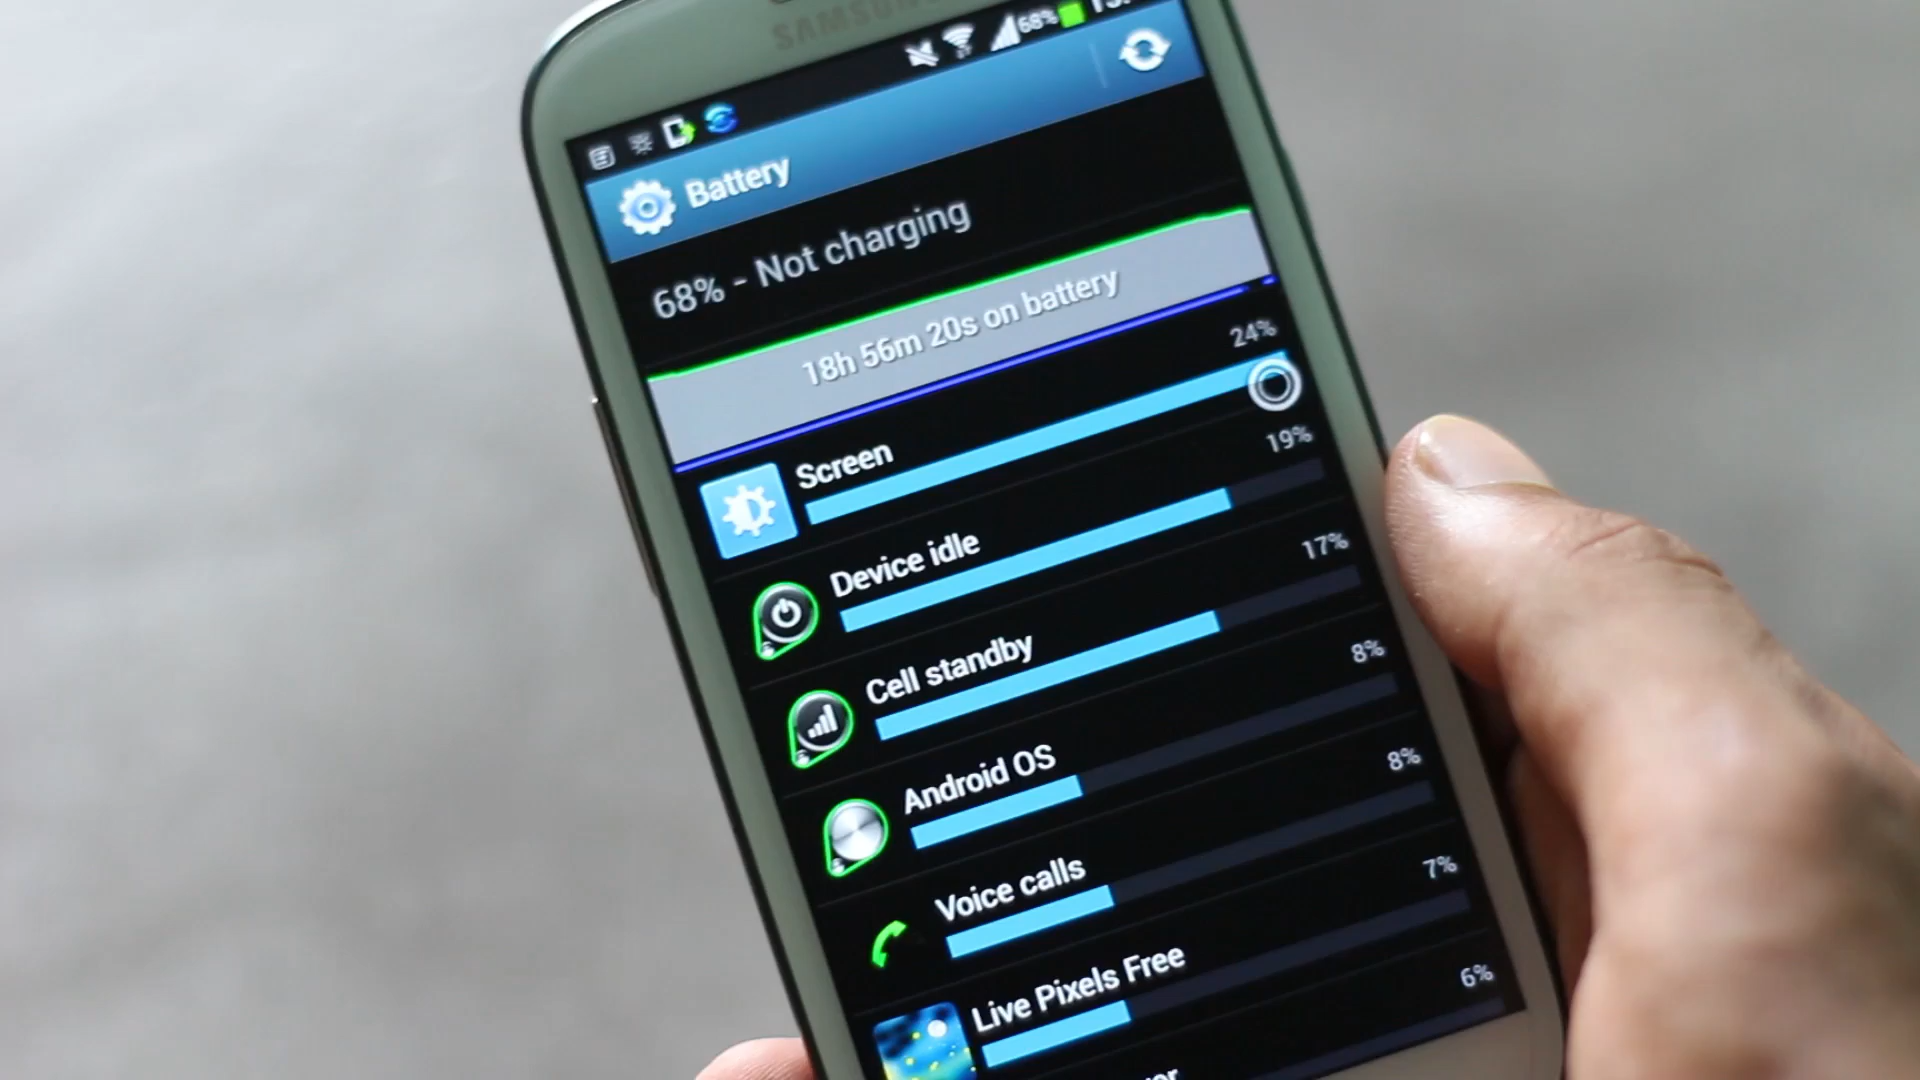 SAMSUNG
68%
Battery
68% - Not charging
18h 56m 20s on battery
Screen
24%
Device idle
19%
Cell standby
17%
Android OS
8%
Voice calls
8%
Live Pixels Free
7%
6%